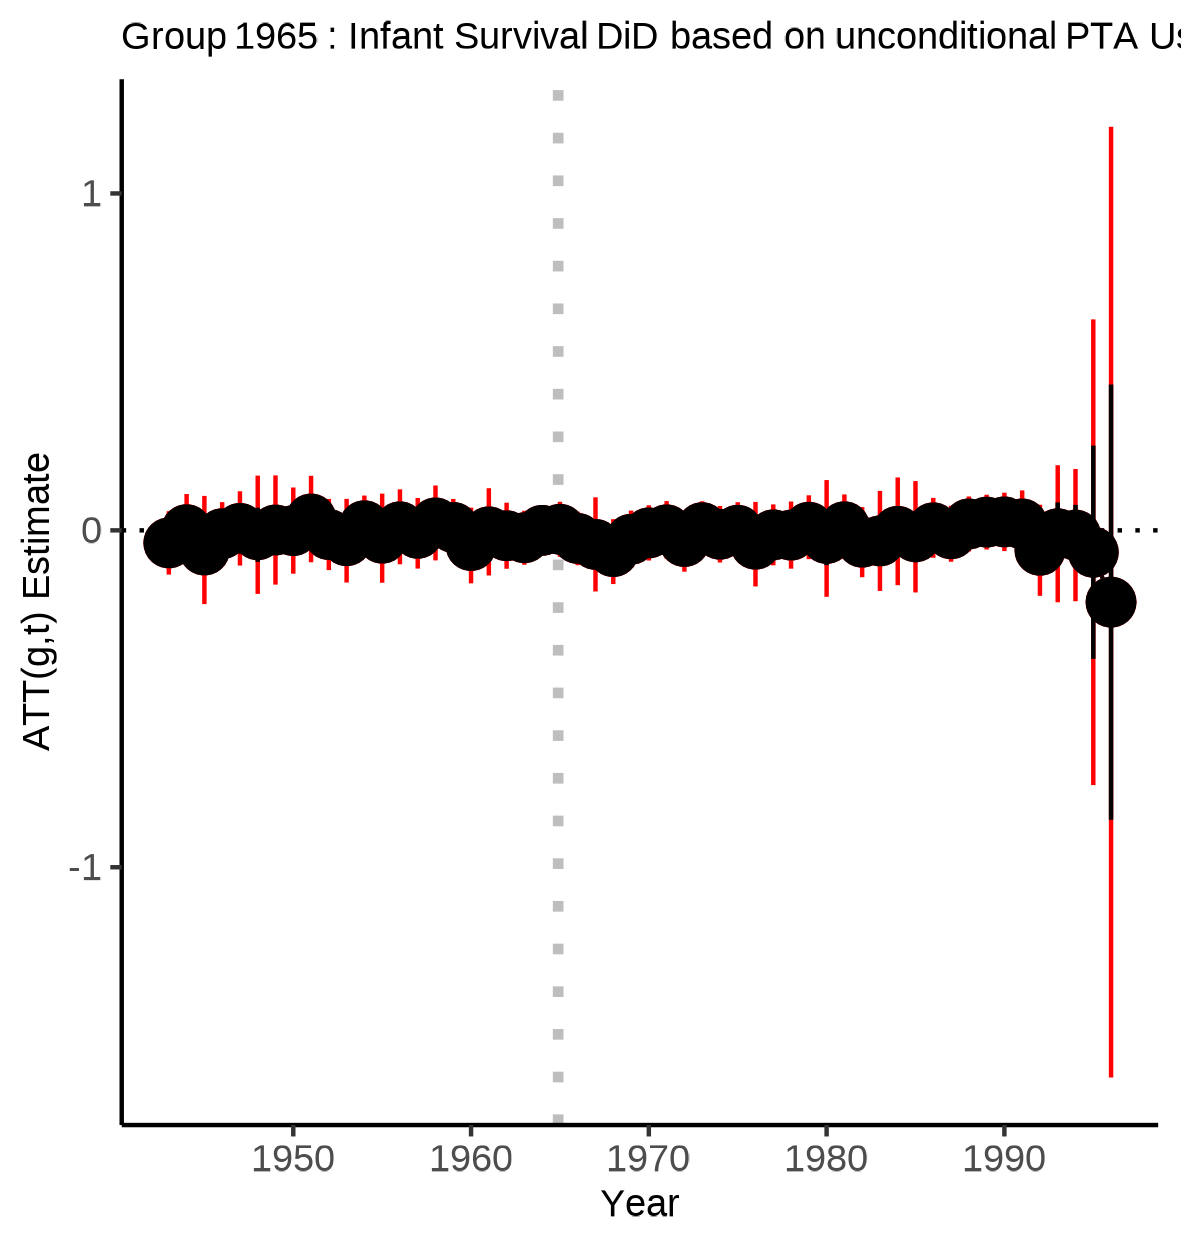 Group 1965 : Infant Survival DiD based on unconditional PTA
ATT(g,t) Estimate
1
0
-1
1950 1960 1970 1980 1990
Year